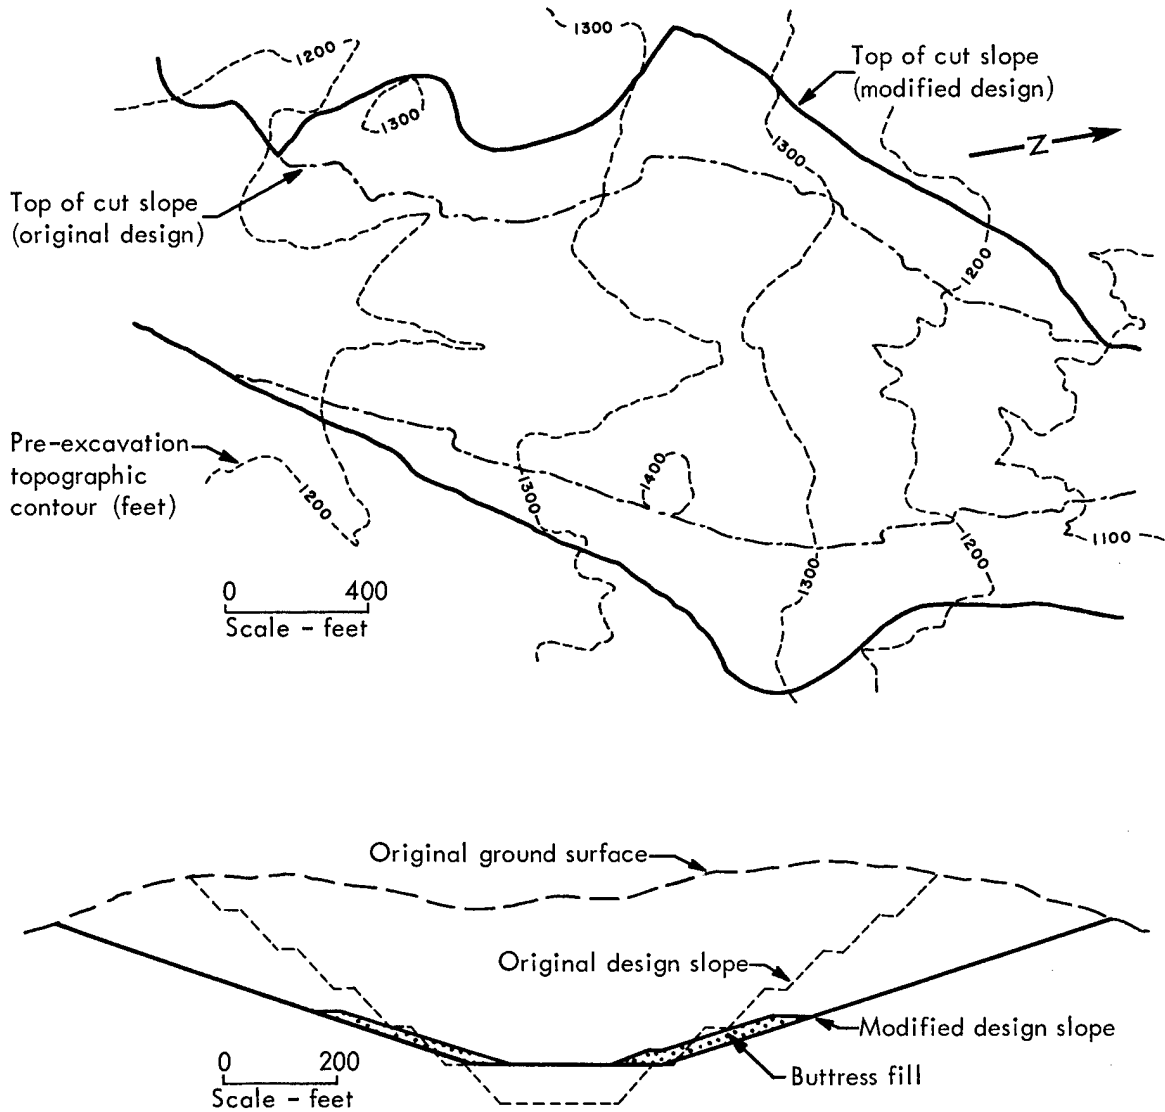 1200
1300
Top of cut slope
(modified design)
1300
1300
N
Top of cut slope
(original design)
1200
Pre-excavation
topographic
contour (feet)
1200
1300
1400
1300
1200
1100
0 400
Scale - feet
Original ground surface
Original design slope
Modified design slope
Buttress fill
0 200
Scale - feet